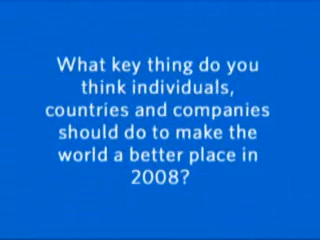 What key thing do you
think individuals,
countries and companies
should do to make the
world a better place in
2008?